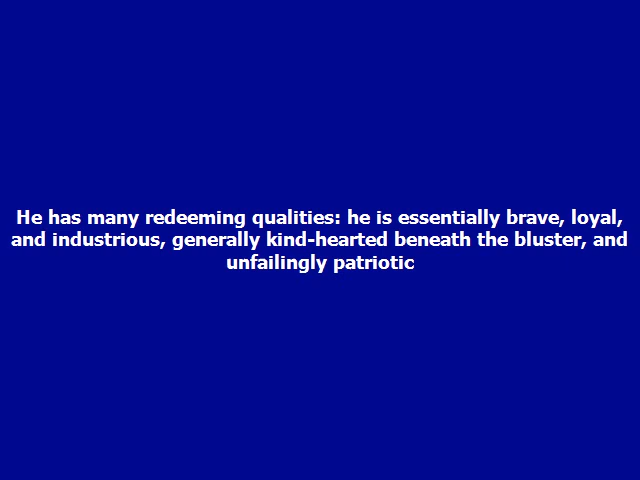 He has many redeeming qualities: he is essentially brave, loyal,
and industrious, generally kind-hearted beneath the bluster, and
unfailingly patriotic